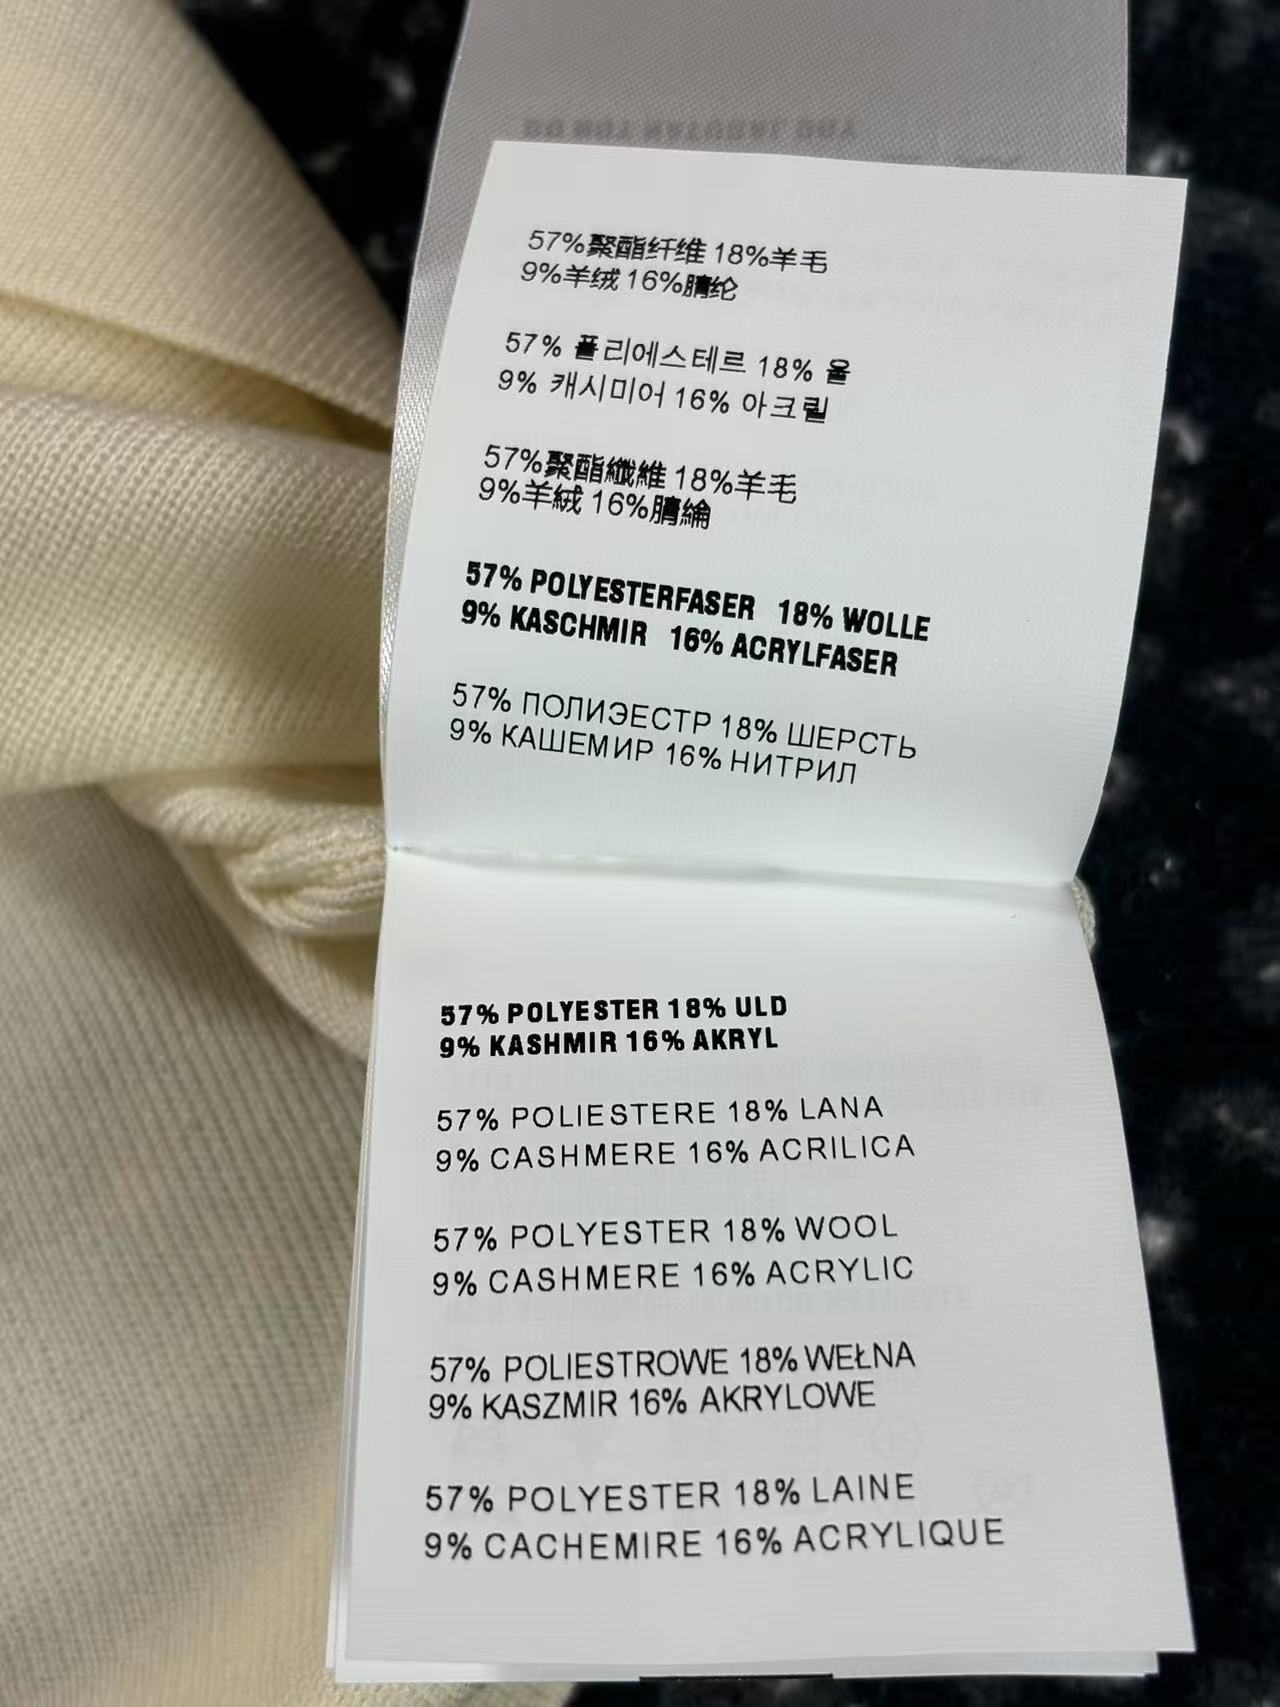 DO NOT NATURAL DRY
57%聚酯纤维 18%羊毛
9%羊绒 16%腈纶
57% 폴리에스테르 18% 울
9% 캐시미어 16% 아크릴
57%聚酯纖維 18%羊毛
9%羊絨 16%腈綸
57% POLYESTERFASER 18% WOLLE
9% KASCHMIR 16% ACRYLFASER
57% ПОЛИЭЕСТР 18% ШЕРСТЬ
9% КАШЕМИР 16% НИТРИЛ
57% POLYESTER 18% ULD
9% KASHMIR 16% AKRYL
57% POLIESTERE 18% LANA
9% CASHMERE 16% ACRILICA
57% POLYESTER 18% WOOL
9% CASHMERE 16% ACRYLIC
57% POLIESTROWE 18% WEŁNA
9% KASZMIR 16% AKRYLOWE
57% POLYESTER 18% LAINE
9% CACHEMIRE 16% ACRYLIQUE